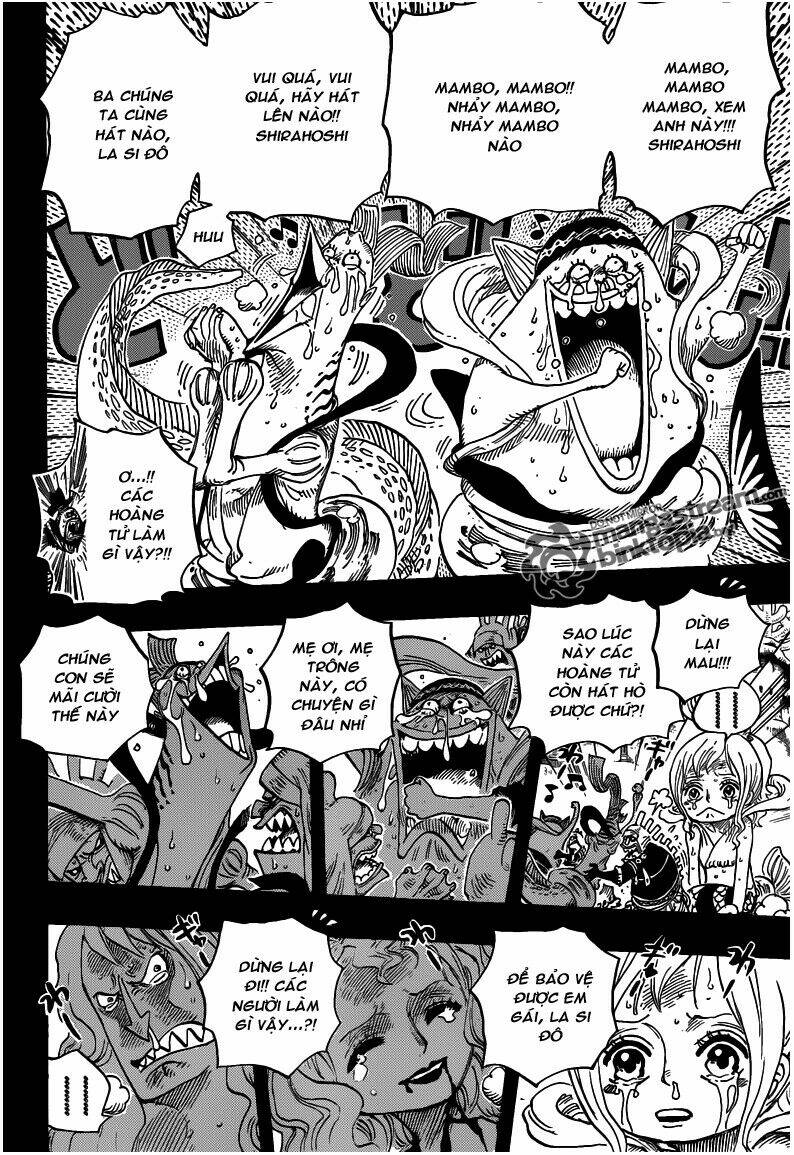 MAMBO,
MAMBO
MAMBO, XEM
ANH NÀY!!!
SHIRAHOSHI
MAMBO, MAMBO!!
NHẢY MAMBO,
NHẢY MAMBO
NÀO
VUI QUÁ, VUI
QUÁ, HÃY HÁT
LÊN NÀO!!
SHIRAHOSHI
BA CHÚNG
TA CÙNG
HÁT NÀO,
LA SI ĐÔ
HUU
Ơ...!!
CÁC
HOÀNG
TỬ LÀM
GÌ VẬY?!!
mangastream.com
binktopia
DỪNG
LẠI
MAU!!!
SAO LÚC
NÀY CÁC
HOÀNG TỬ
CÒN HÁT HÒ
ĐƯỢC CHỨ?!
MẸ ƠI, MẸ
TRÔNG
NÀY, CÓ
CHUYỆN GÌ
ĐÂU NHỈ
CHÚNG
CON SẼ
MÃI CƯỜI
THẾ NÀY
ĐỂ BẢO VỆ
ĐƯỢC EM
GÁI, LA SI
ĐÔ
DỪNG LẠI
ĐI!! CÁC
NGƯỜI LÀM
GÌ VẬY...?!